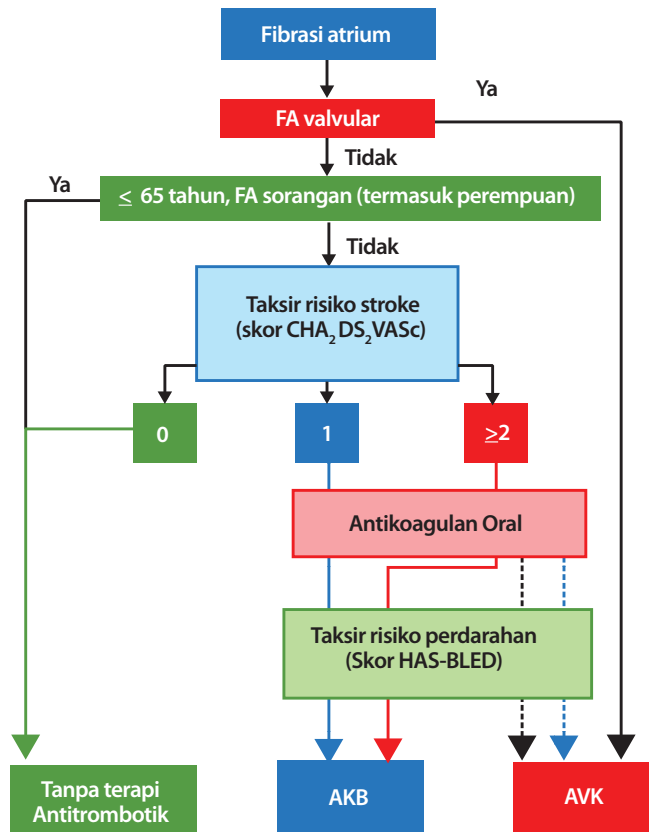 Fibrasi atrium
Ya
FA valvular
Tidak
Ya
≤ 65 tahun, FA sorangan (termasuk perempuan)
Tidak
Taksir risiko stroke
(skor CHA₂DS₂VASc)
0
1
≥2
Antikoagulan Oral
Taksir risiko perdarahan
(Skor HAS-BLED)
Tanpa terapi
Antitrombotik
AKB
AVK